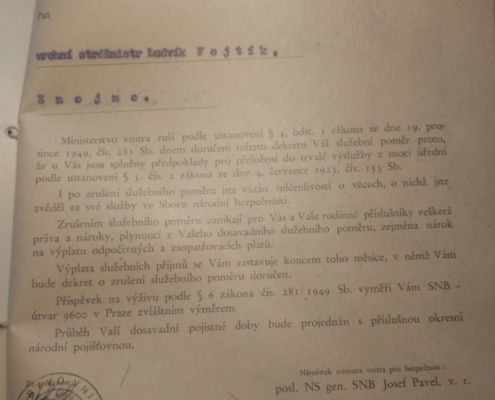 Pan
vrchní strážmistr Ludvík Fojtík,
Znojmo.
Ministerstvo vnitra ruší podle ustanovení § 4, odst. 1 zákona ze dne 19. pro-
since 1949, čís. 281 Sb. dnem doručení tohoto dekretu Váš služební poměr proto,
že u Vás jsou splněny předpoklady pro přeložení do trvalé výslužby z moci úřední
podle ustanovení § 5, čís. 2 zákona ze dne 4. července 1923, čís. 153 Sb.
I po zrušení služebního poměru jste vázán mlčenlivostí o věcech, o nichž jste
zvěděl za své služby ve Sboru národní bezpečnosti.
Zrušením služebního poměru zanikají pro Vás a Vaše rodinné příslušníky veškerá
práva a nároky, plynoucí z Vašeho dosavadního služebního poměru, zejména nárok
na výplatu odpočivných a zaopatřovacích platů.
Výplata služebních příjmů se Vám zastavuje koncem toho měsíce, v němž Vám
bude dekret o zrušení služebního poměru doručen.
Příspěvek na výživu podle § 6 zákona čís. 281/1949 Sb. vyměří Vám SNB -
útvar 9600 v Praze zvláštním výměrem.
Průběh Vaší dosavadní pojistné doby bude projednán s příslušnou okresní
národní pojišťovnou.
Náměstek ministra vnitra pro bezpečnost:
posl. NS gen. SNB Josef Pavel. v. r.